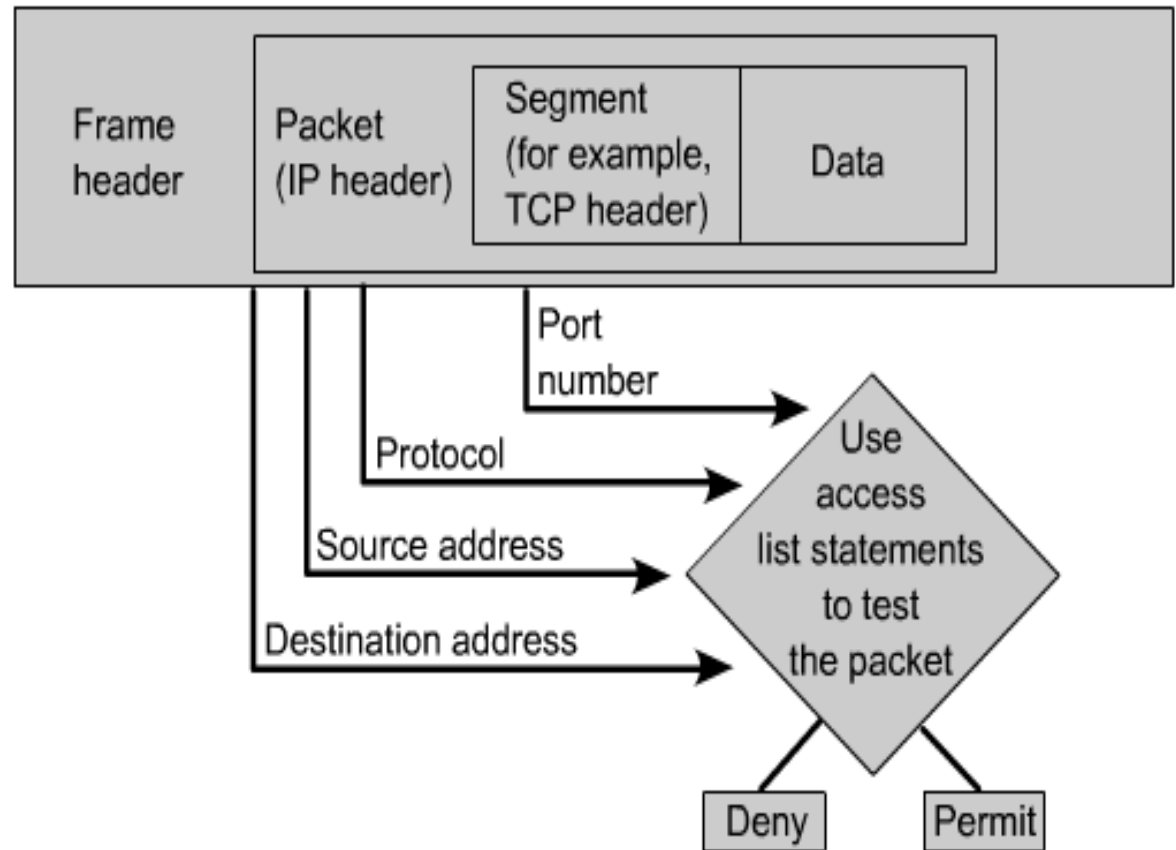 Frame
header
Packet
(IP header)
Segment
(for example,
TCP header)
Data
Port
number
Protocol
Source address
Destination address
Use
access
list statements
to test
the packet
Deny
Permit